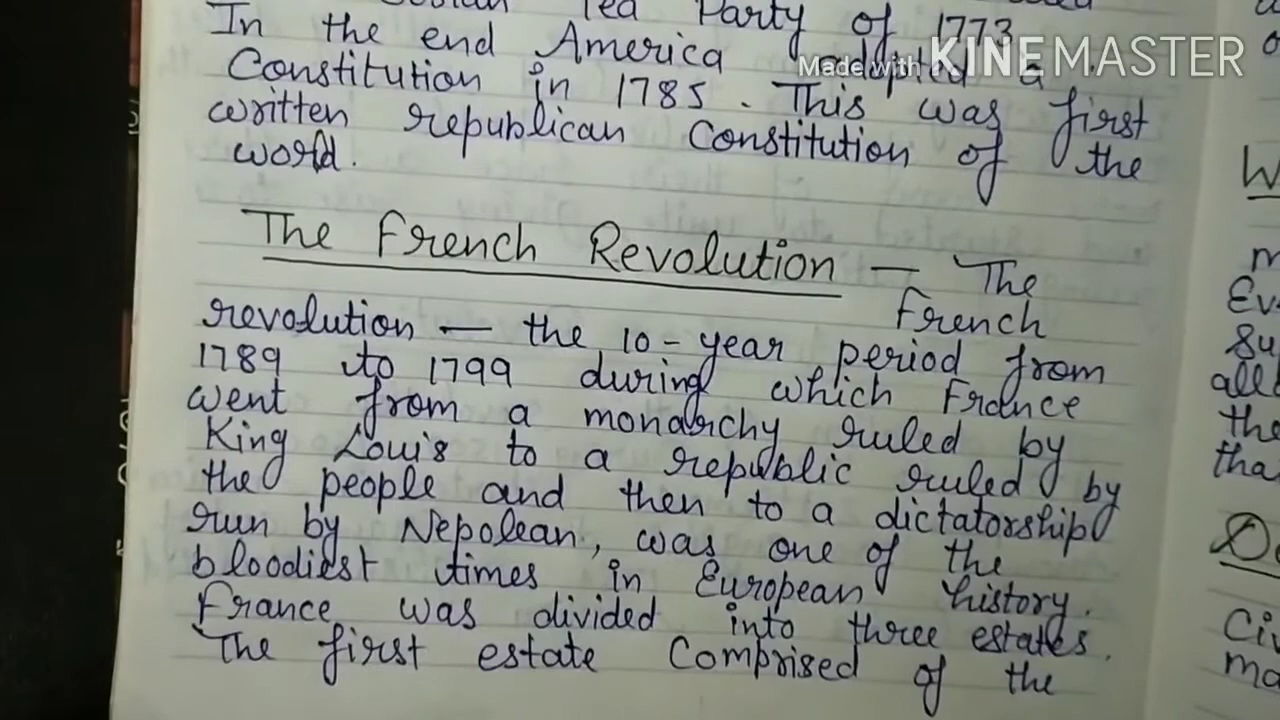 Tea Party of 1773
In the end America adopted a
Made with KINEMASTER
Constitution in 1785. This was first
written republican Constitution of the
world.
The French Revolution — The
French
revolution — the 10-year period from
1789 to 1799 during which France
went from a monarchy ruled by
King Louis to a republic ruled by
the people and then to a dictatorship
run by Nepolean, was one of the
bloodiest times in European history.
France was divided into three estates.
The first estate Comprised of the